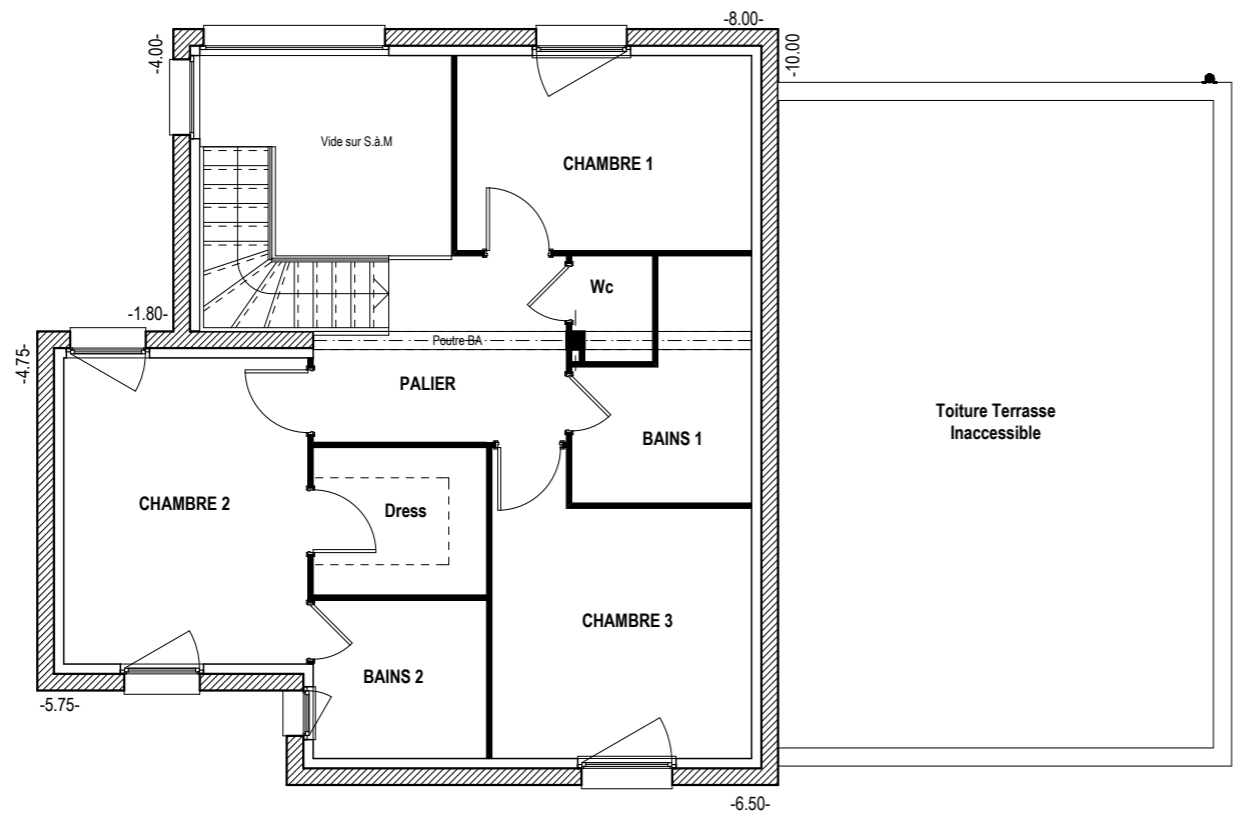 -8.00-
-4.00-
-10.00
Vide sur S.à.M
CHAMBRE 1
Wc
-1.80-
Poutre BA
-4.75-
PALIER
Toiture Terrasse
Inaccessible
BAINS 1
CHAMBRE 2
Dress
CHAMBRE 3
BAINS 2
-5.75-
-6.50-